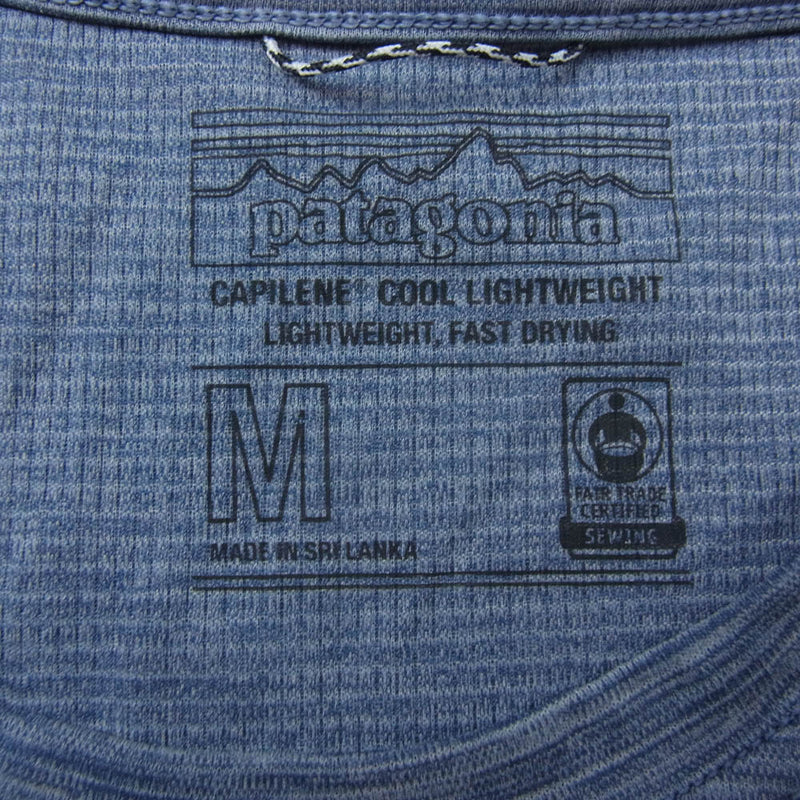 patagonia
CAPILENE® COOL LIGHTWEIGHT
LIGHTWEIGHT, FAST DRYING
M
FAIR TRADE
CERTIFIED
SEWING
MADE IN SRI LANKA